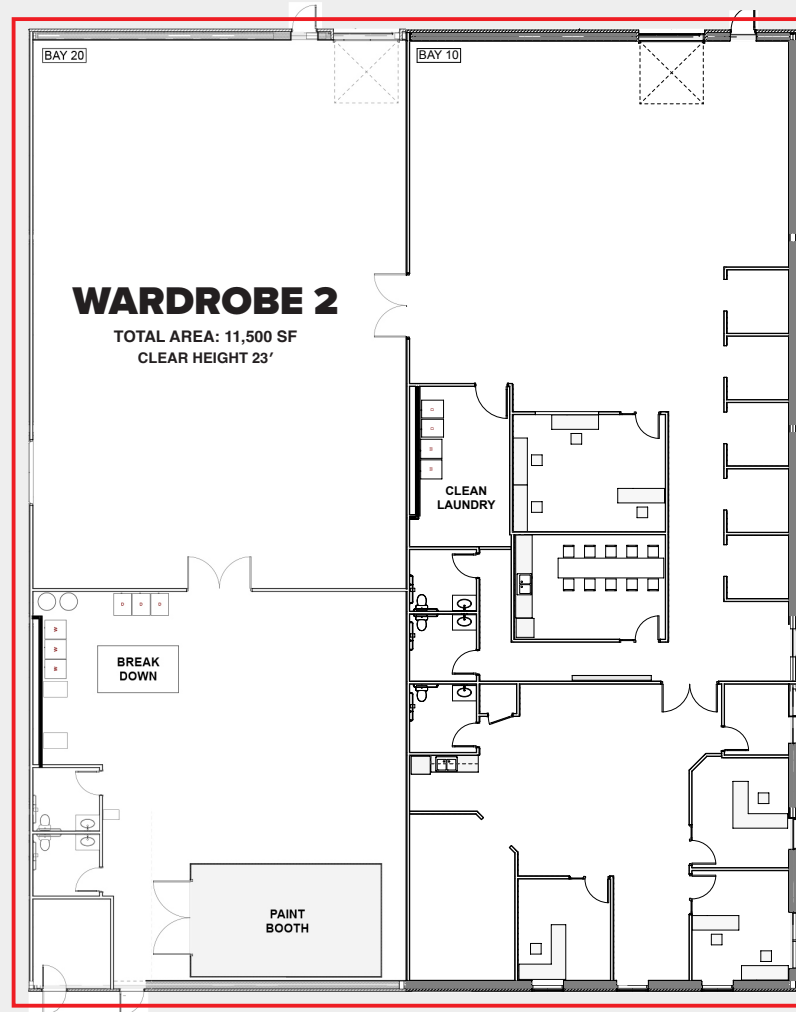 BAY 20
BAY 10
WARDROBE 2
TOTAL AREA: 11,500 SF
CLEAR HEIGHT 23′
CLEAN
LAUNDRY
BREAK
DOWN
PAINT
BOOTH